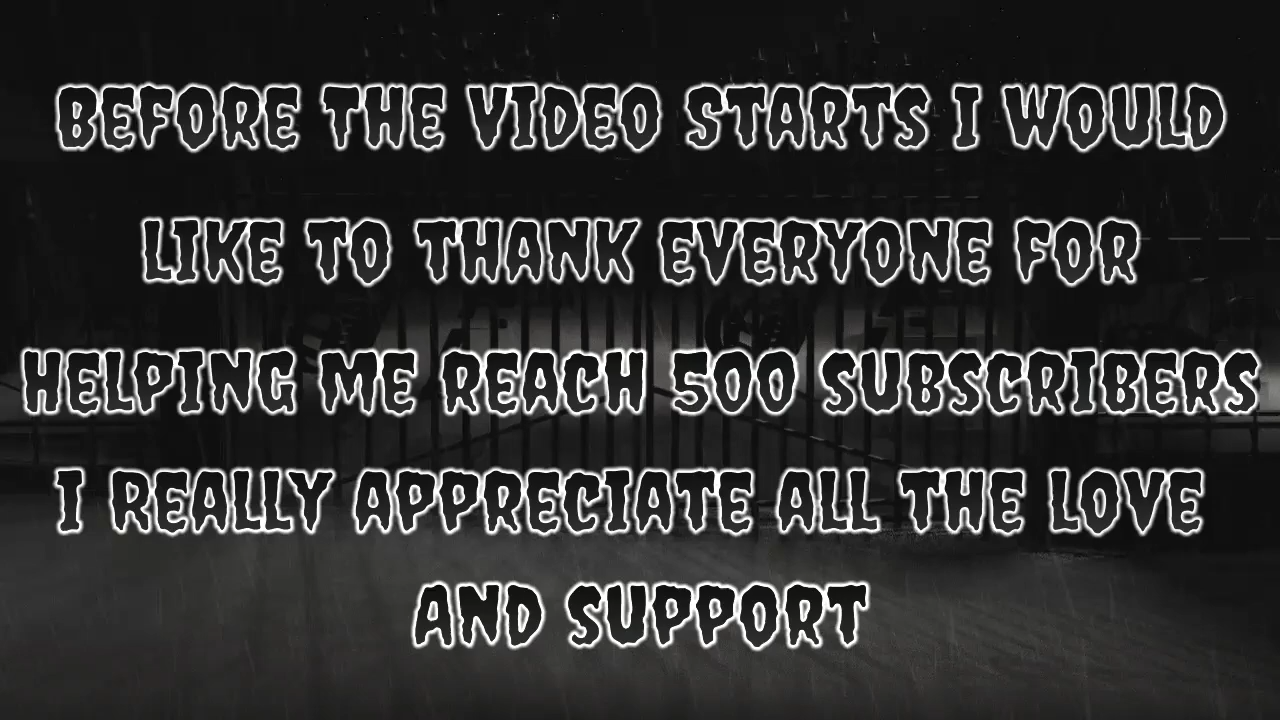 BEFORE THE VIDEO STARTS I WOULD
LIKE TO THANK EVERYONE FOR
HELPING ME REACH 500 SUBSCRIBERS
I REALLY APPRECIATE ALL THE LOVE
AND SUPPORT